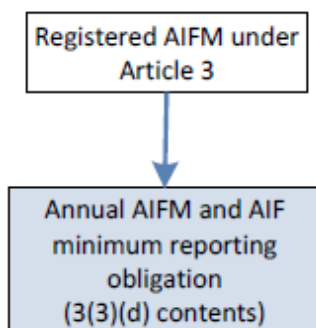 Registered AIFM under
Article 3
Annual AIFM and AIF
minimum reporting
obligation
(3(3)(d) contents)